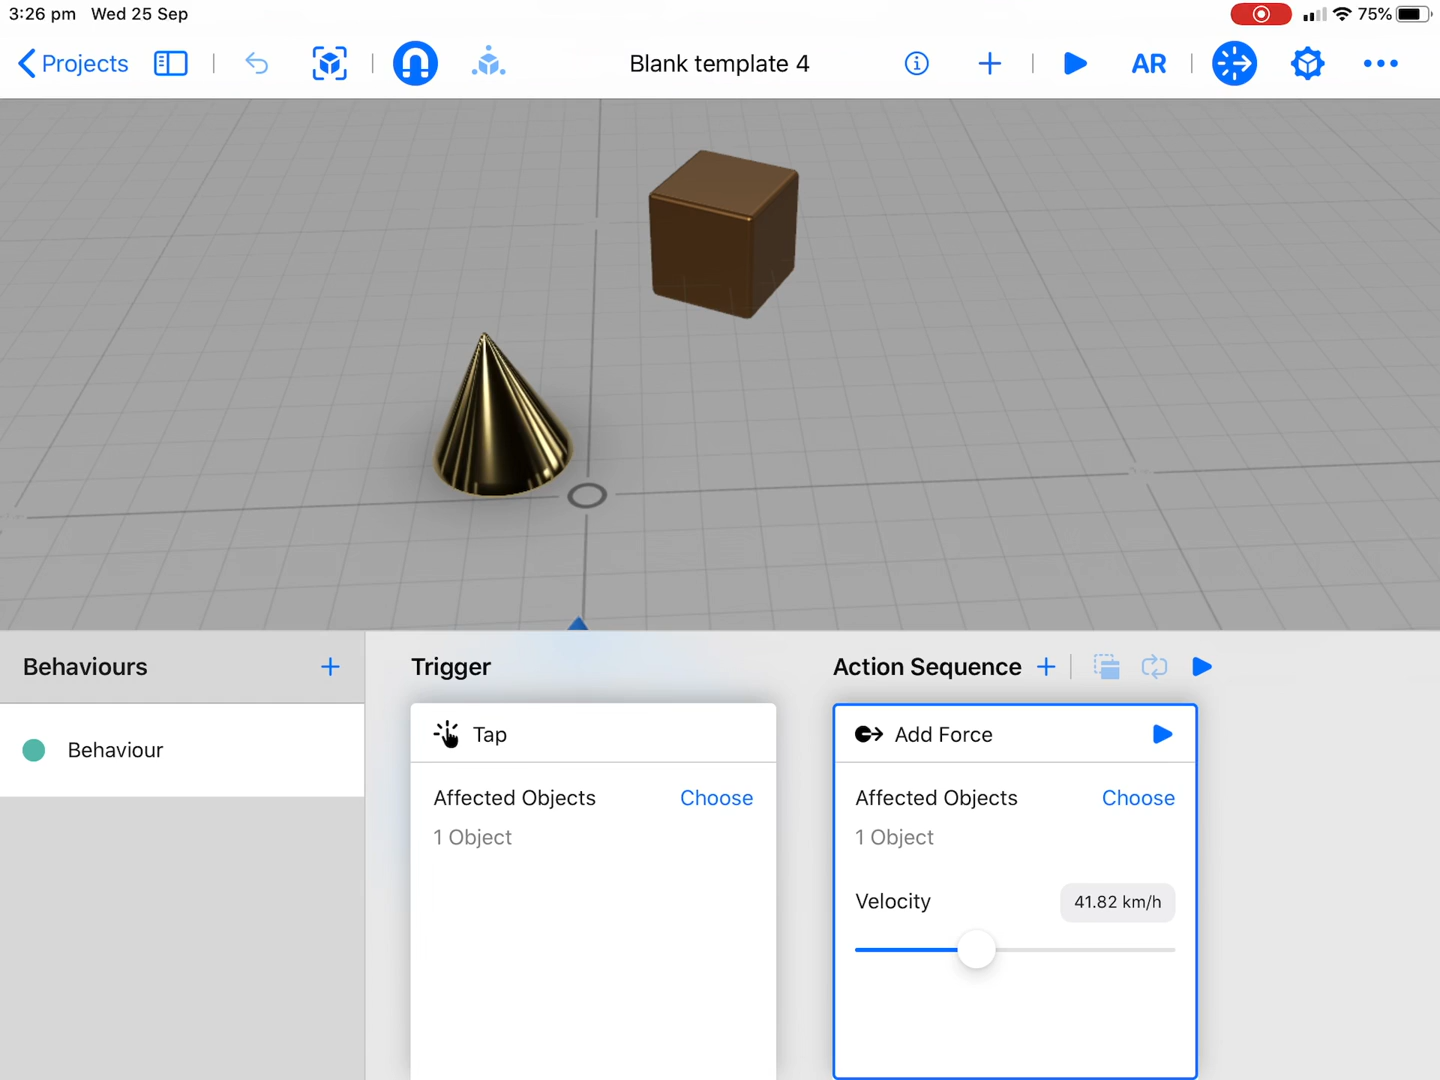 3:26 pm Wed 25 Sep 75%
Projects Blank template 4 AR
Behaviours Trigger Action Sequence
Behaviour
Tap
Affected Objects Choose
1 Object
Add Force
Affected Objects Choose
1 Object
Velocity 41.82 km/h